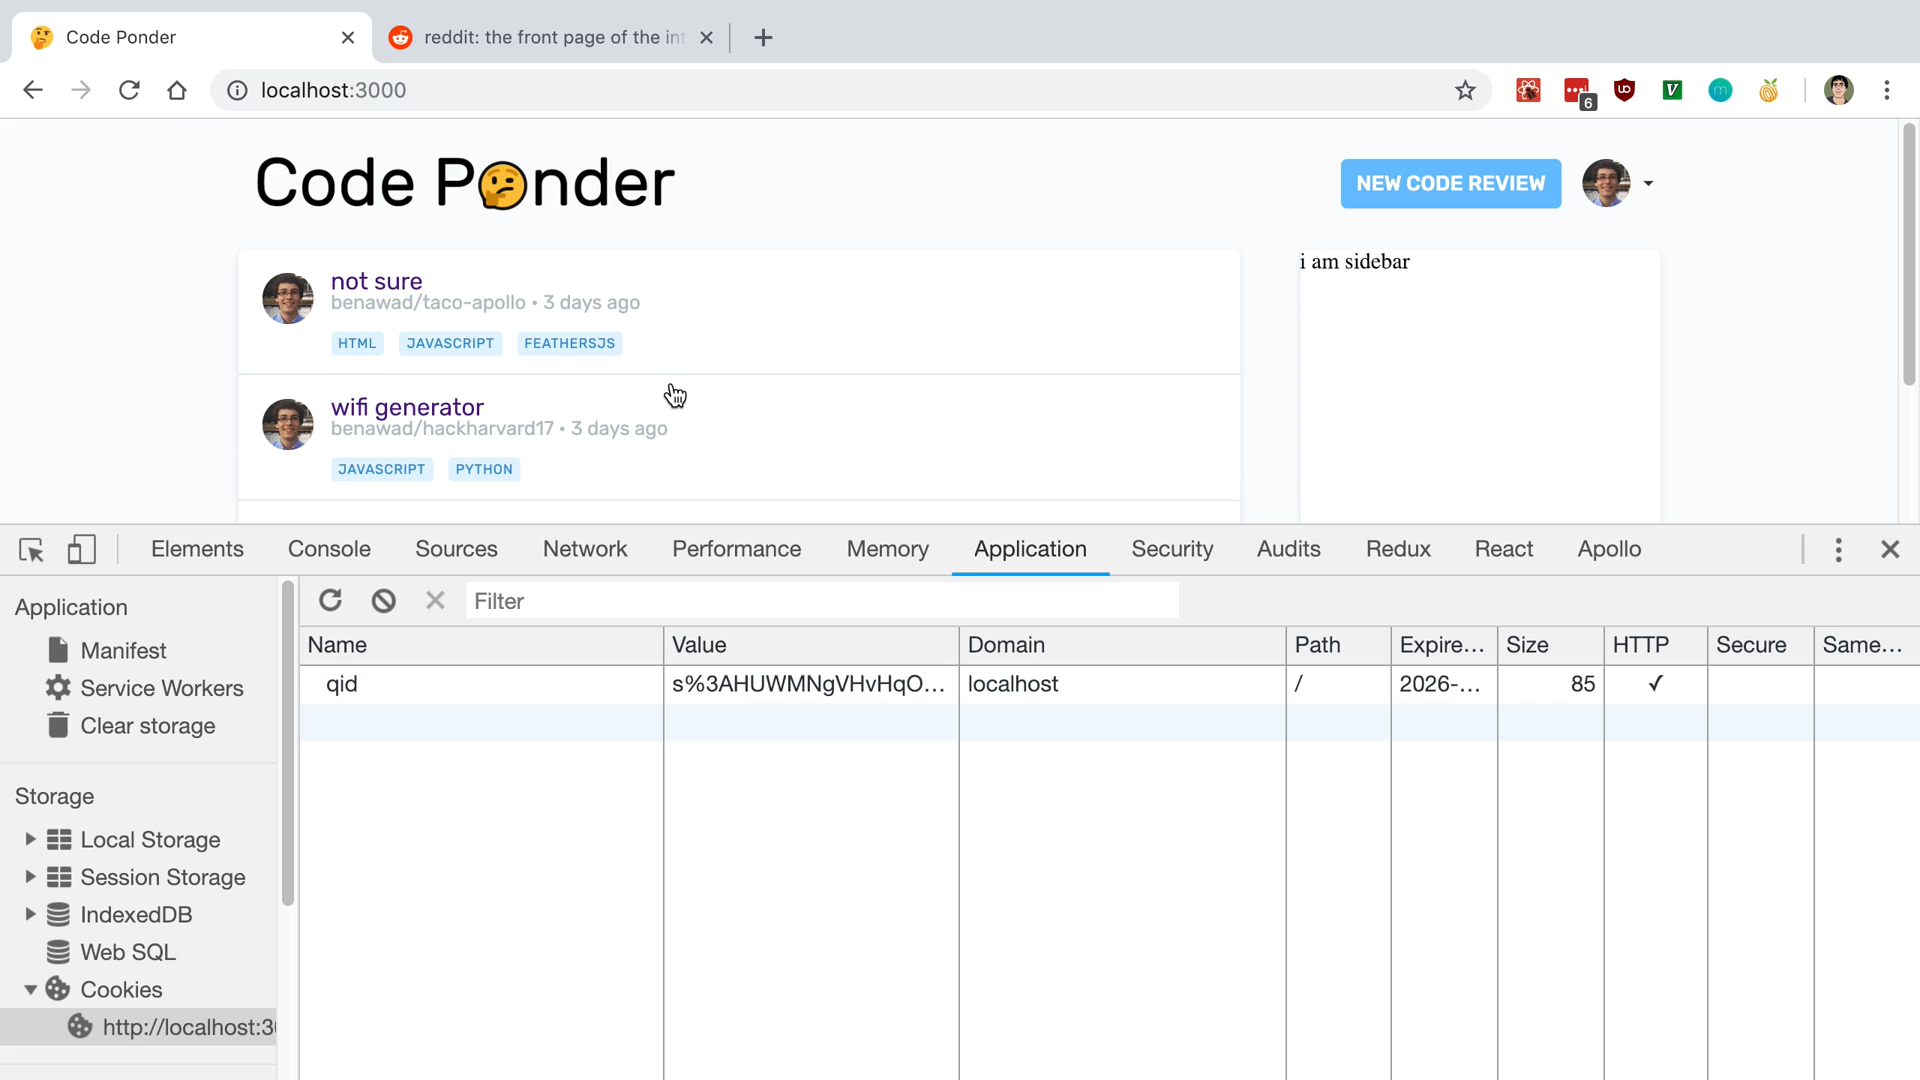 Code Ponder
reddit: the front page of the int
localhost:3000
6
Code P🤔nder
NEW CODE REVIEW
not sure
benawad/taco-apollo • 3 days ago
HTML JAVASCRIPT FEATHERSJS
i am sidebar
wifi generator
benawad/hackharvard17 • 3 days ago
JAVASCRIPT PYTHON
Elements Console Sources Network Performance Memory Application Security Audits Redux React Apollo
Application
Manifest
Service Workers
Clear storage
Storage
Local Storage
Session Storage
IndexedDB
Web SQL
Cookies
http://localhost:30
Filter
Name Value Domain Path Expire... Size HTTP Secure Same...
qid s%3AHUWMNgVHvHqO... localhost / 2026-... 85 ✓